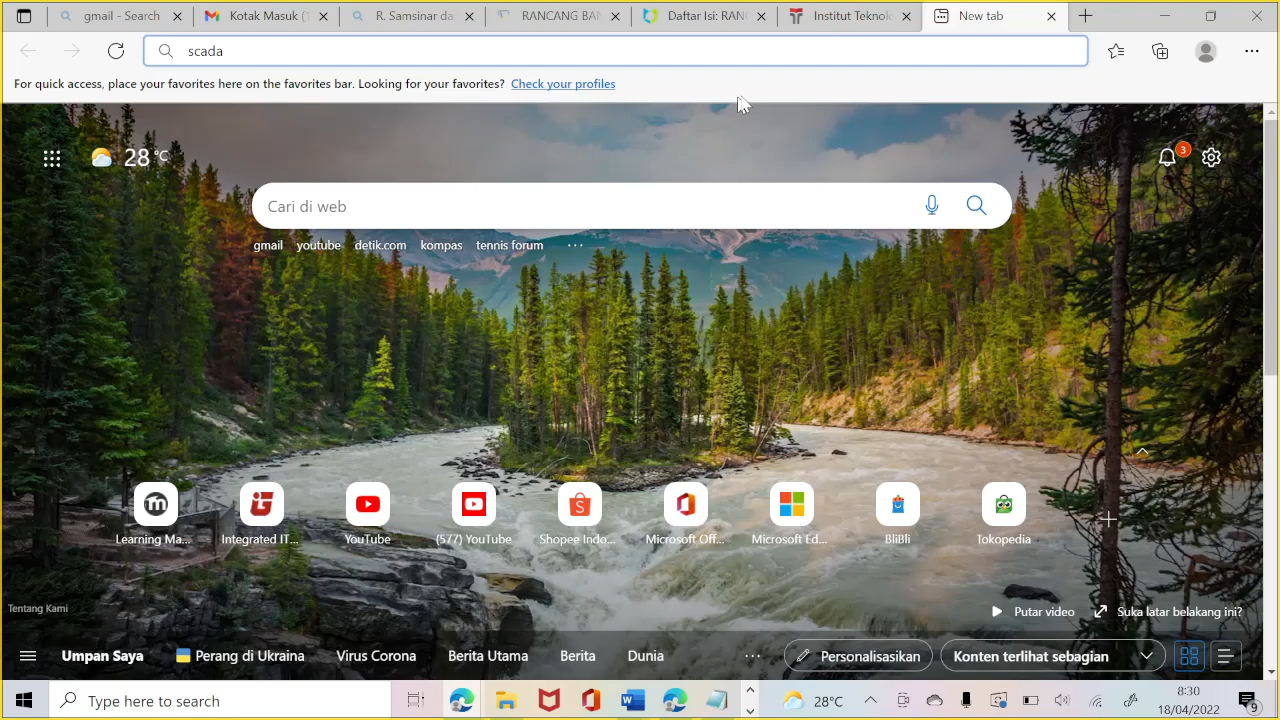 gmail - Search
Kotak Masuk (1
R. Samsinar da
RANCANG BAN
Daftar Isi: RAN
Institut Teknolo
New tab
scada
For quick access, place your favorites here on the favorites bar. Looking for your favorites? Check your profiles
28 °C
3
Cari di web
gmail youtube detik.com kompas tennis forum ...
Learning Ma...
Integrated IT...
YouTube
(577) YouTube
Shopee Indo...
Microsoft Off...
Microsoft Ed...
BliBli
Tokopedia
Tentang Kami
Putar video
Suka latar belakang ini?
Umpan Saya
Perang di Ukraina
Virus Corona
Berita Utama
Berita
Dunia
...
Personalisasikan
Konten terlihat sebagian
Type here to search
28°C
8:30
18/04/2022
9